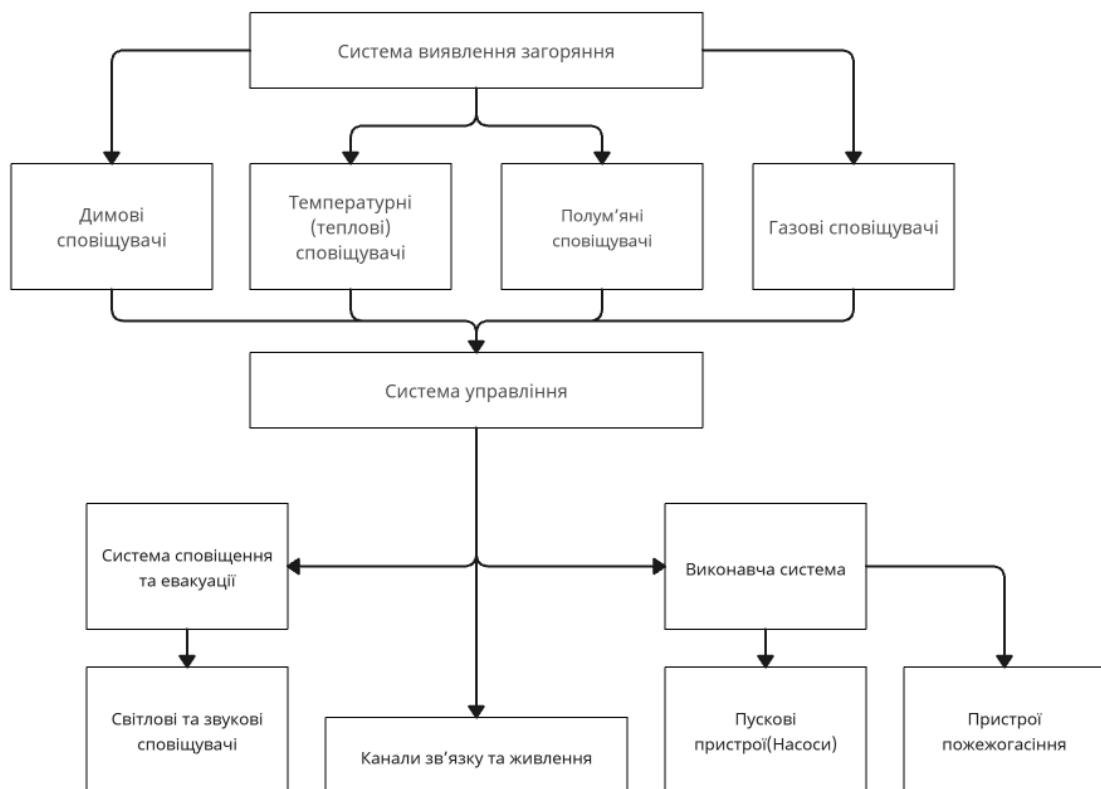 Система виявлення загоряння
Димові
сповіщувачі
Температурні
(теплові)
сповіщувачі
Полум’яні
сповіщувачі
Газові сповіщувачі
Система управління
Система сповіщення
та евакуації
Виконавча система
Світлові та звукові
сповіщувачі
Канали зв’язку та живлення
Пускові
пристрої(Насоси)
Пристрої
пожежогасіння